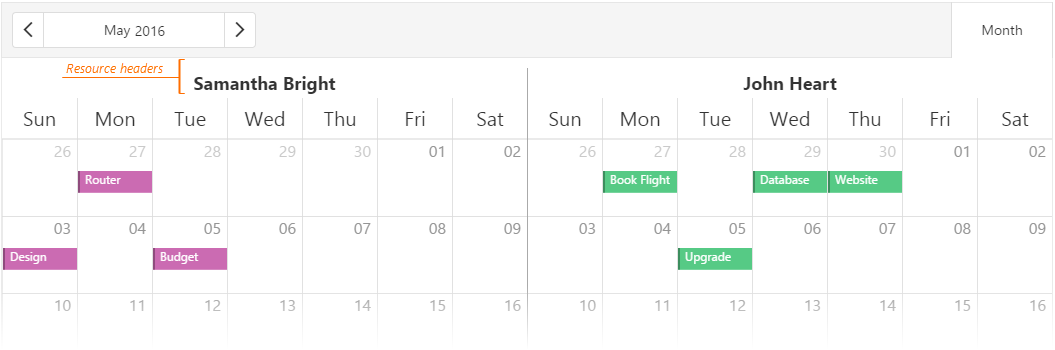 May 2016 Month
Resource headers
Samantha Bright John Heart
Sun Mon Tue Wed Thu Fri Sat Sun Mon Tue Wed Thu Fri Sat
26 27 28 29 30 01 02 26 27 28 29 30 01 02
Router Book Flight Database Website
03 04 05 06 07 08 09 03 04 05 06 07 08 09
Design Budget Upgrade
10 11 12 13 14 15 16 10 11 12 13 14 15 16